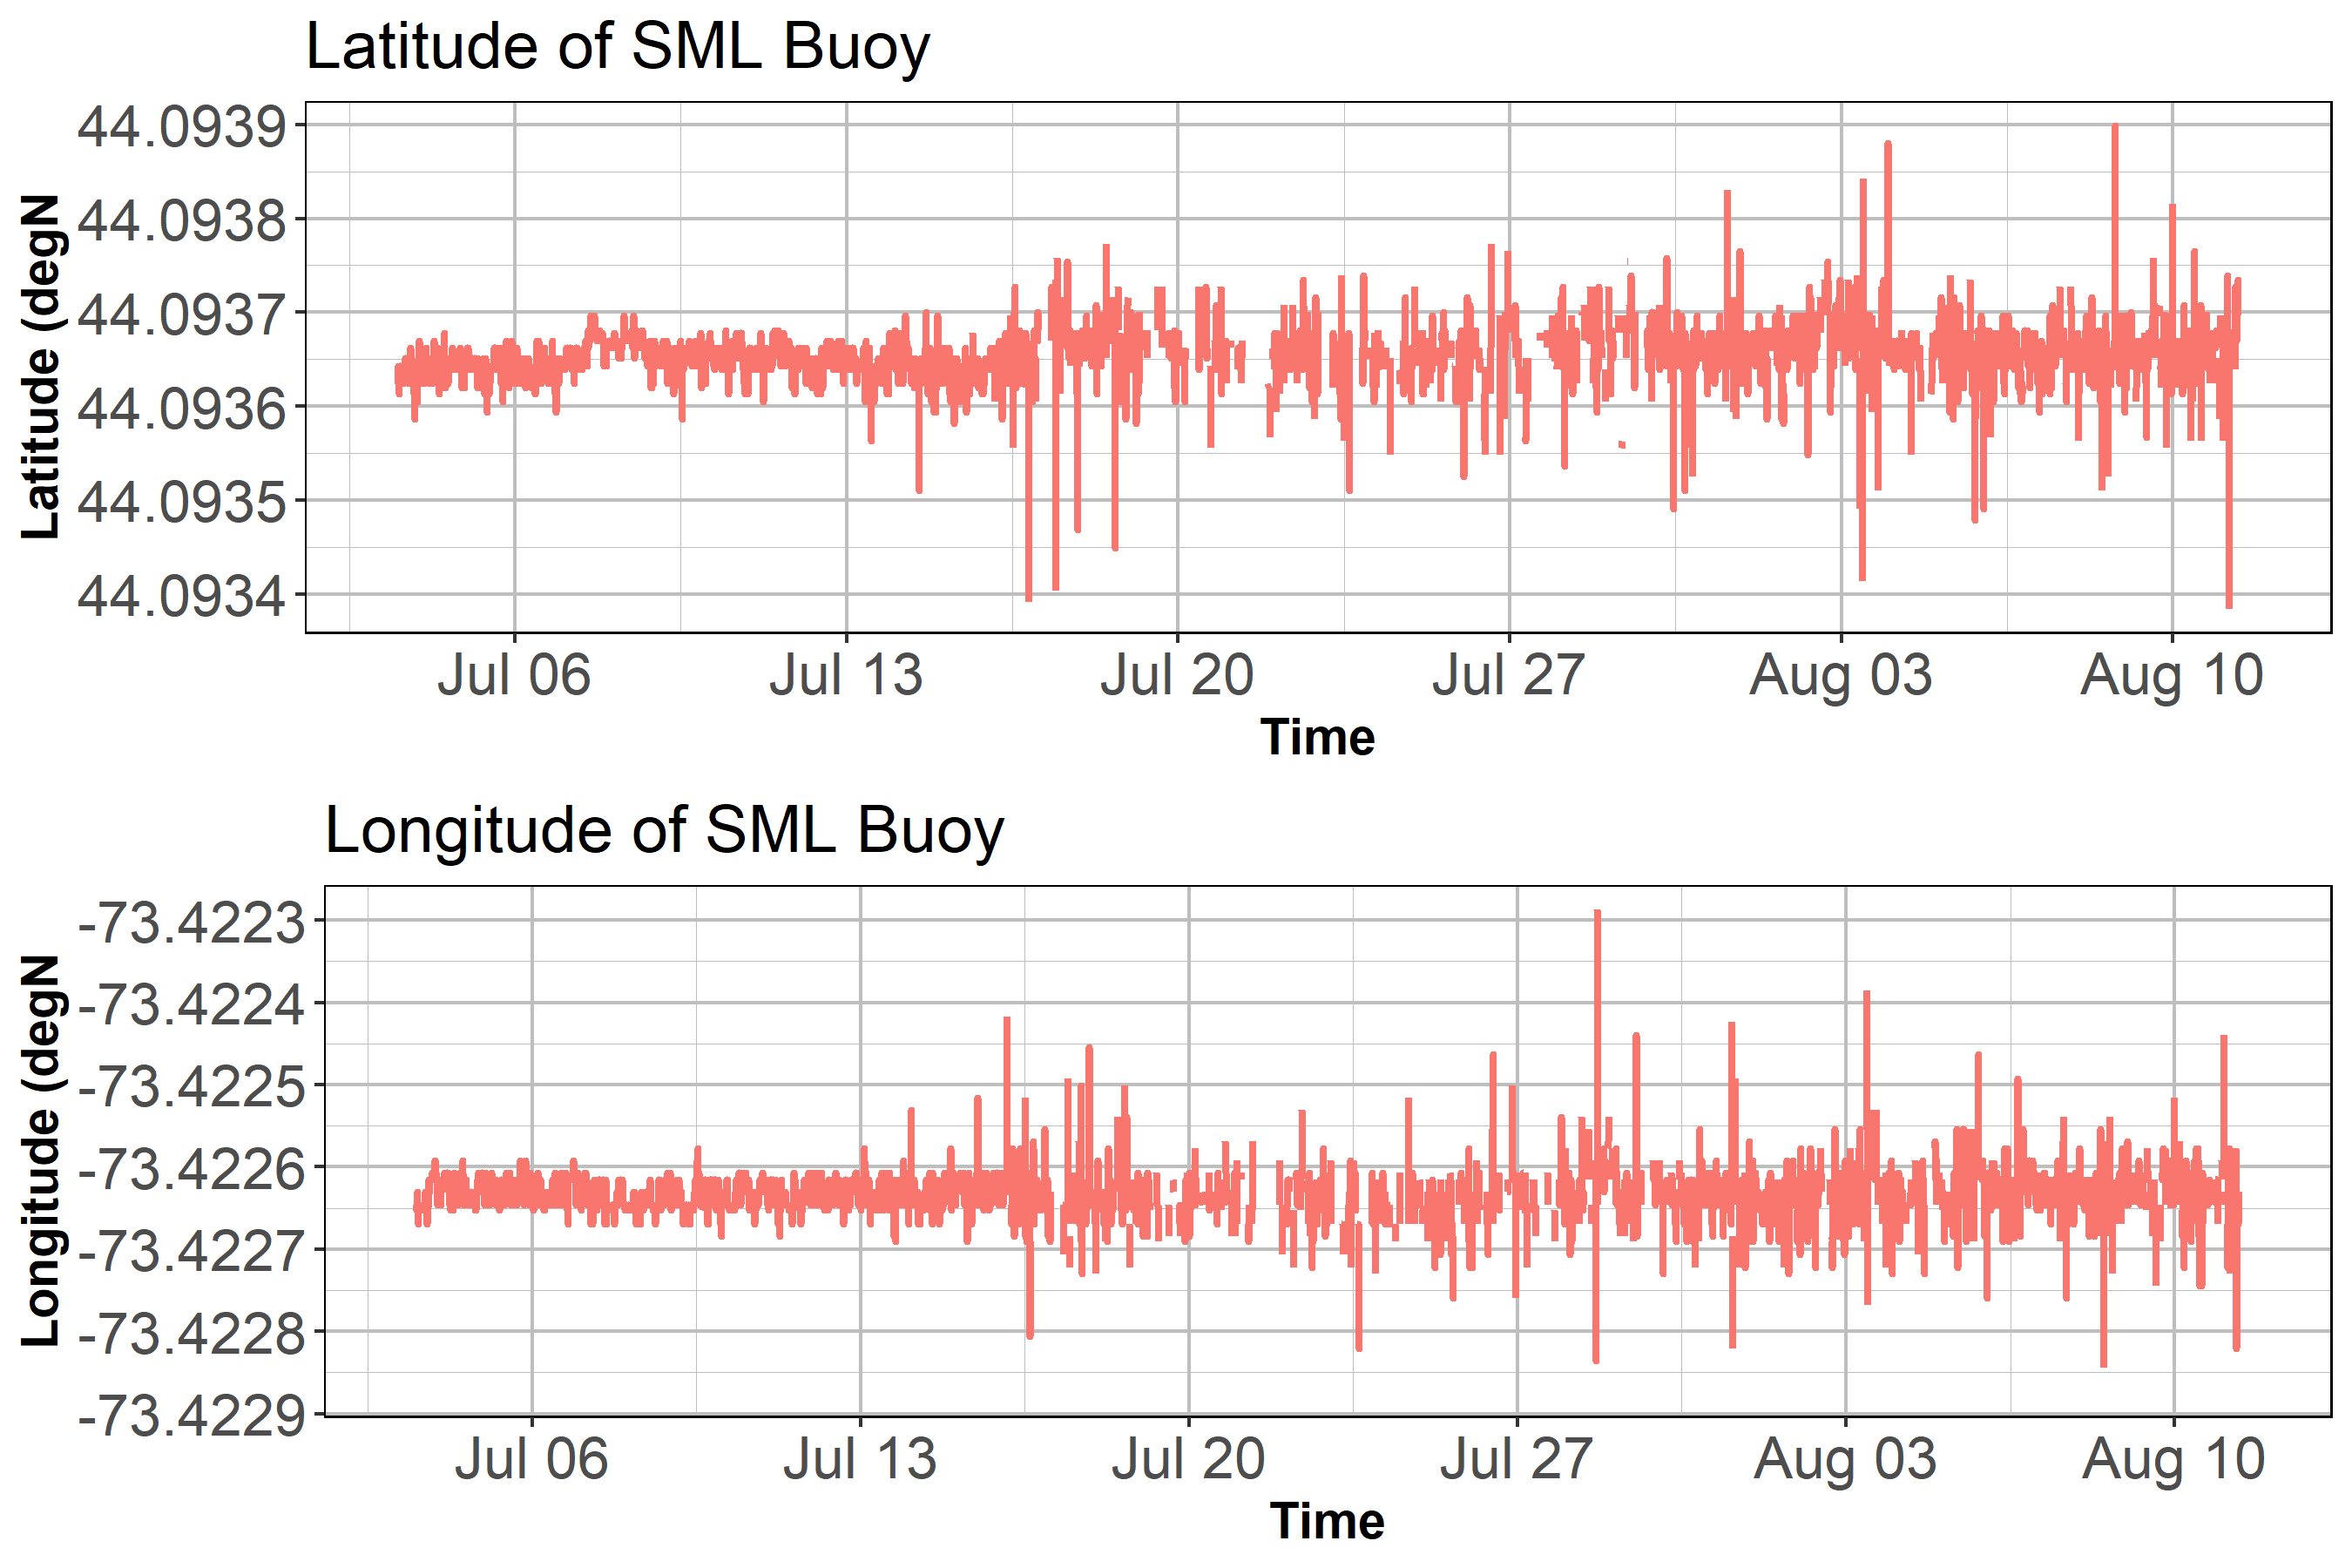 Latitude of SML Buoy
44.0939
44.0938
44.0937
44.0936
44.0935
44.0934
Latitude (degN
Jul 06 Jul 13 Jul 20 Jul 27 Aug 03 Aug 10
Time
Longitude of SML Buoy
-73.4223
-73.4224
-73.4225
-73.4226
-73.4227
-73.4228
-73.4229
Longitude (degN
Jul 06 Jul 13 Jul 20 Jul 27 Aug 03 Aug 10
Time